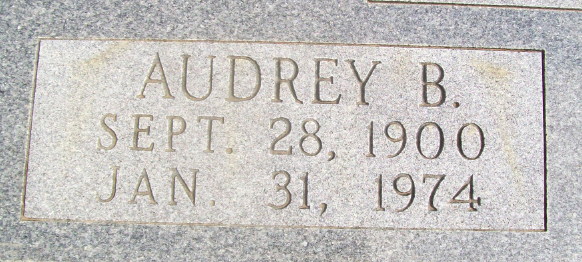 AUDREY B.
SEPT. 28, 1900
JAN. 31, 1974